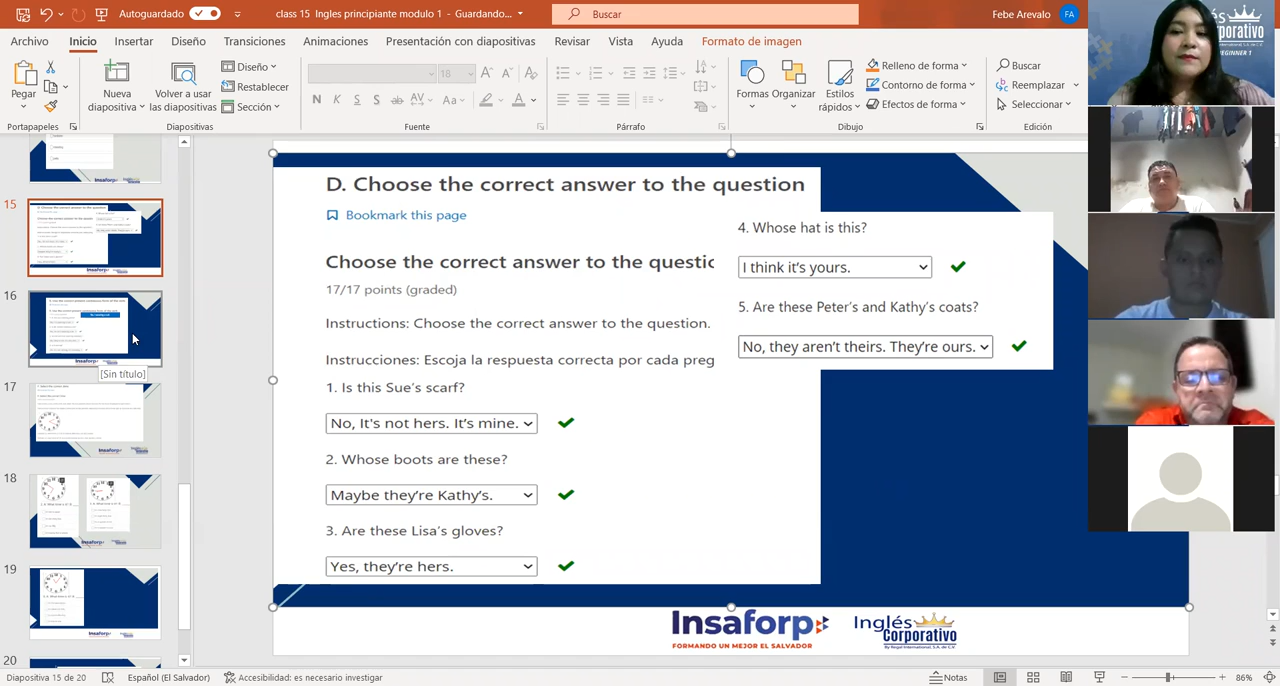 Autoguardado
class 15 Ingles principiante modulo 1 - Guardando...
Buscar
Febe Arevalo
FA
Archivo
Inicio
Insertar
Diseño
Transiciones
Animaciones
Presentación con diapositivas
Revisar
Vista
Ayuda
Formato de imagen
Pegar
Portapapeles
Nueva
diapositiva
Volver a usar
las diapositivas
Diseño
Restablecer
Sección
Diapositivas
18
N K S S ab AV Aa
Fuente
Párrafo
Formas
Organizar
Estilos
rápidos
Relleno de forma
Contorno de forma
Efectos de forma
Dibujo
Buscar
Reemplazar
Seleccionar
Edición
15
16
[Sin título]
17
18
19
20
D. Choose the correct answer to the question
Bookmark this page
Choose the correct answer to the questic
17/17 points (graded)
Instructions: Choose the correct answer to the question.
Instruciones: Escoja la respuesta correcta por cada preg
1. Is this Sue's scarf?
No, It's not hers. It's mine.
2. Whose boots are these?
Maybe they're Kathy's.
3. Are these Lisa's gloves?
Yes, they're hers.
4. Whose hat is this?
I think it's yours.
5. Are these Peter's and Kathy's coats?
No, they aren't theirs. They're ours.
Insaforp
FORMANDO UN MEJOR EL SALVADOR
Inglés
Corporativo
By Regal International, S.A. de C.V.
Diapositiva 15 de 20
Español (El Salvador)
Accesibilidad: es necesario investigar
Notas
86%